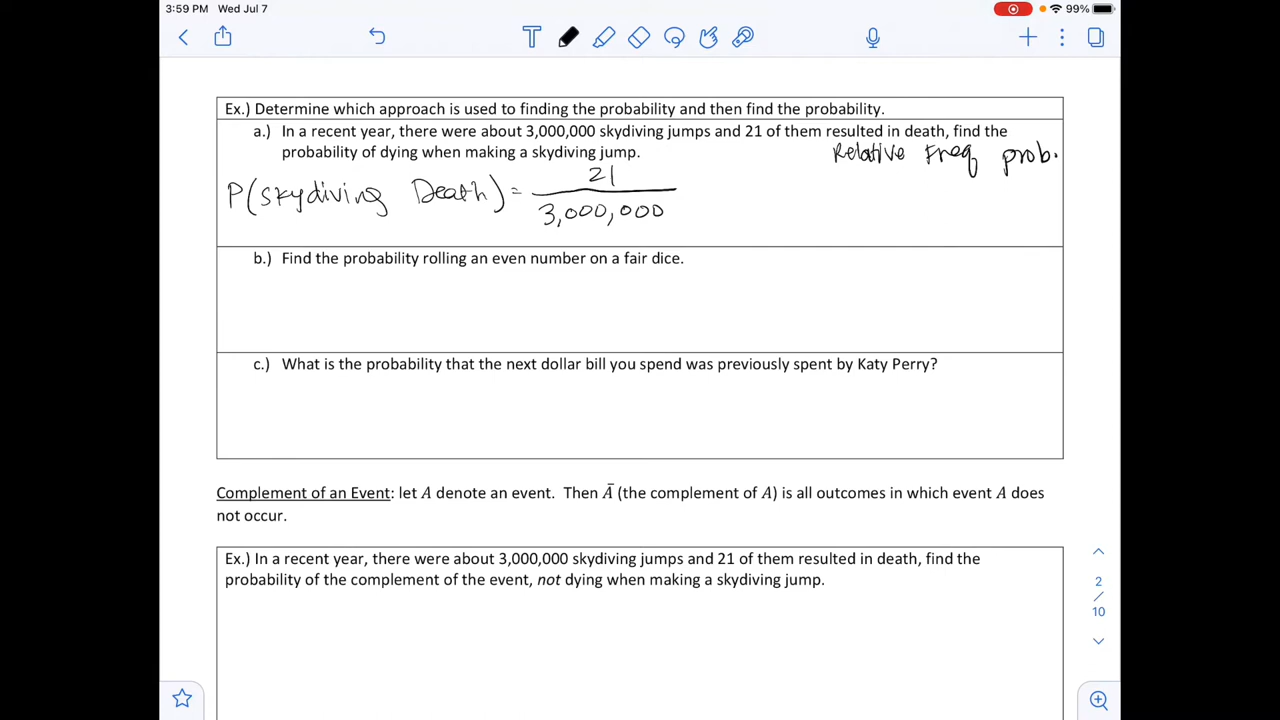 3:59 PM Wed Jul 7
99%
T
Ex.) Determine which approach is used to finding the probability and then find the probability.
a.) In a recent year, there were about 3,000,000 skydiving jumps and 21 of them resulted in death, find the
probability of dying when making a skydiving jump.
Relative Freq prob.
P(skydiving Death) = 21
3,000,000
b.) Find the probability rolling an even number on a fair dice.
c.) What is the probability that the next dollar bill you spend was previously spent by Katy Perry?
Complement of an Event: let A denote an event. Then Ā (the complement of A) is all outcomes in which event A does
not occur.
Ex.) In a recent year, there were about 3,000,000 skydiving jumps and 21 of them resulted in death, find the
probability of the complement of the event, not dying when making a skydiving jump.
2
/
10